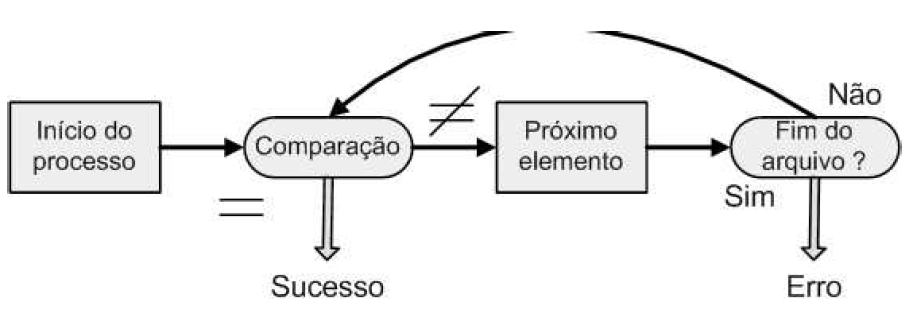 Início do
processo
Comparação
≠
Próximo
elemento
Não
Fim do
arquivo ?
=
Sim
Sucesso
Erro